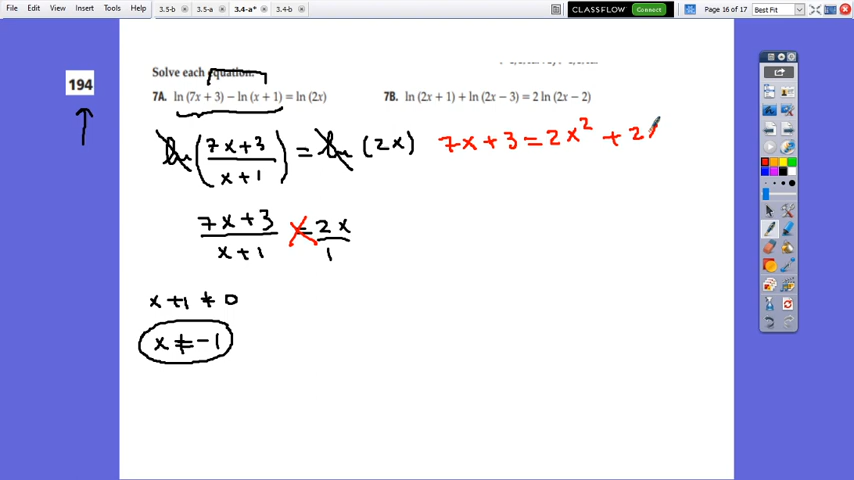 File Edit View Insert Tools Help 3.5-b 3.5-a 3.4-a* 3.4-b CLASSFLOW Page 16 of 17 Best Fit
Solve each equation.
194
7A. ln (7x + 3) − ln (x + 1) = ln (2x) 7B. ln (2x + 1) + ln (2x − 3) = 2 ln (2x − 2)
ln (7x+3 / x+1) = ln (2x) 7x+3 = 2x² + 2x
7x+3 / x+1 = 2x / 1
x+1 ≠ 0
x ≠ -1